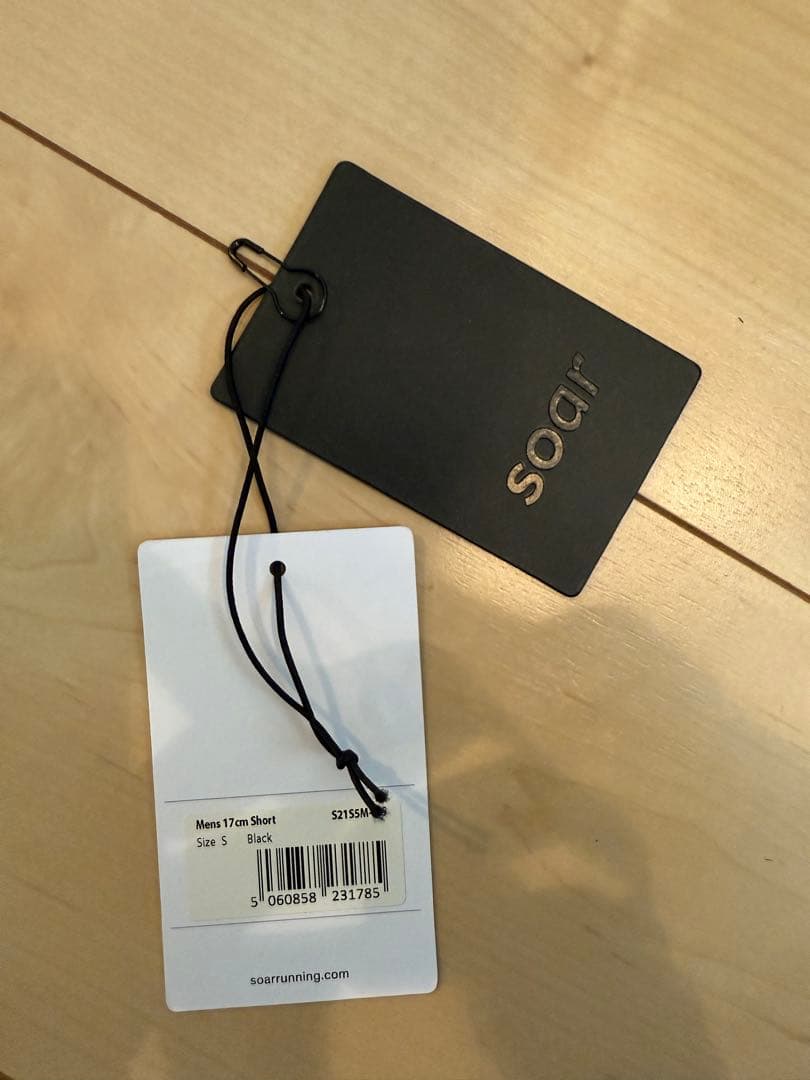 soar
Mens 17cm Short
Size S Black
5 060858 231785
soarrunning.com